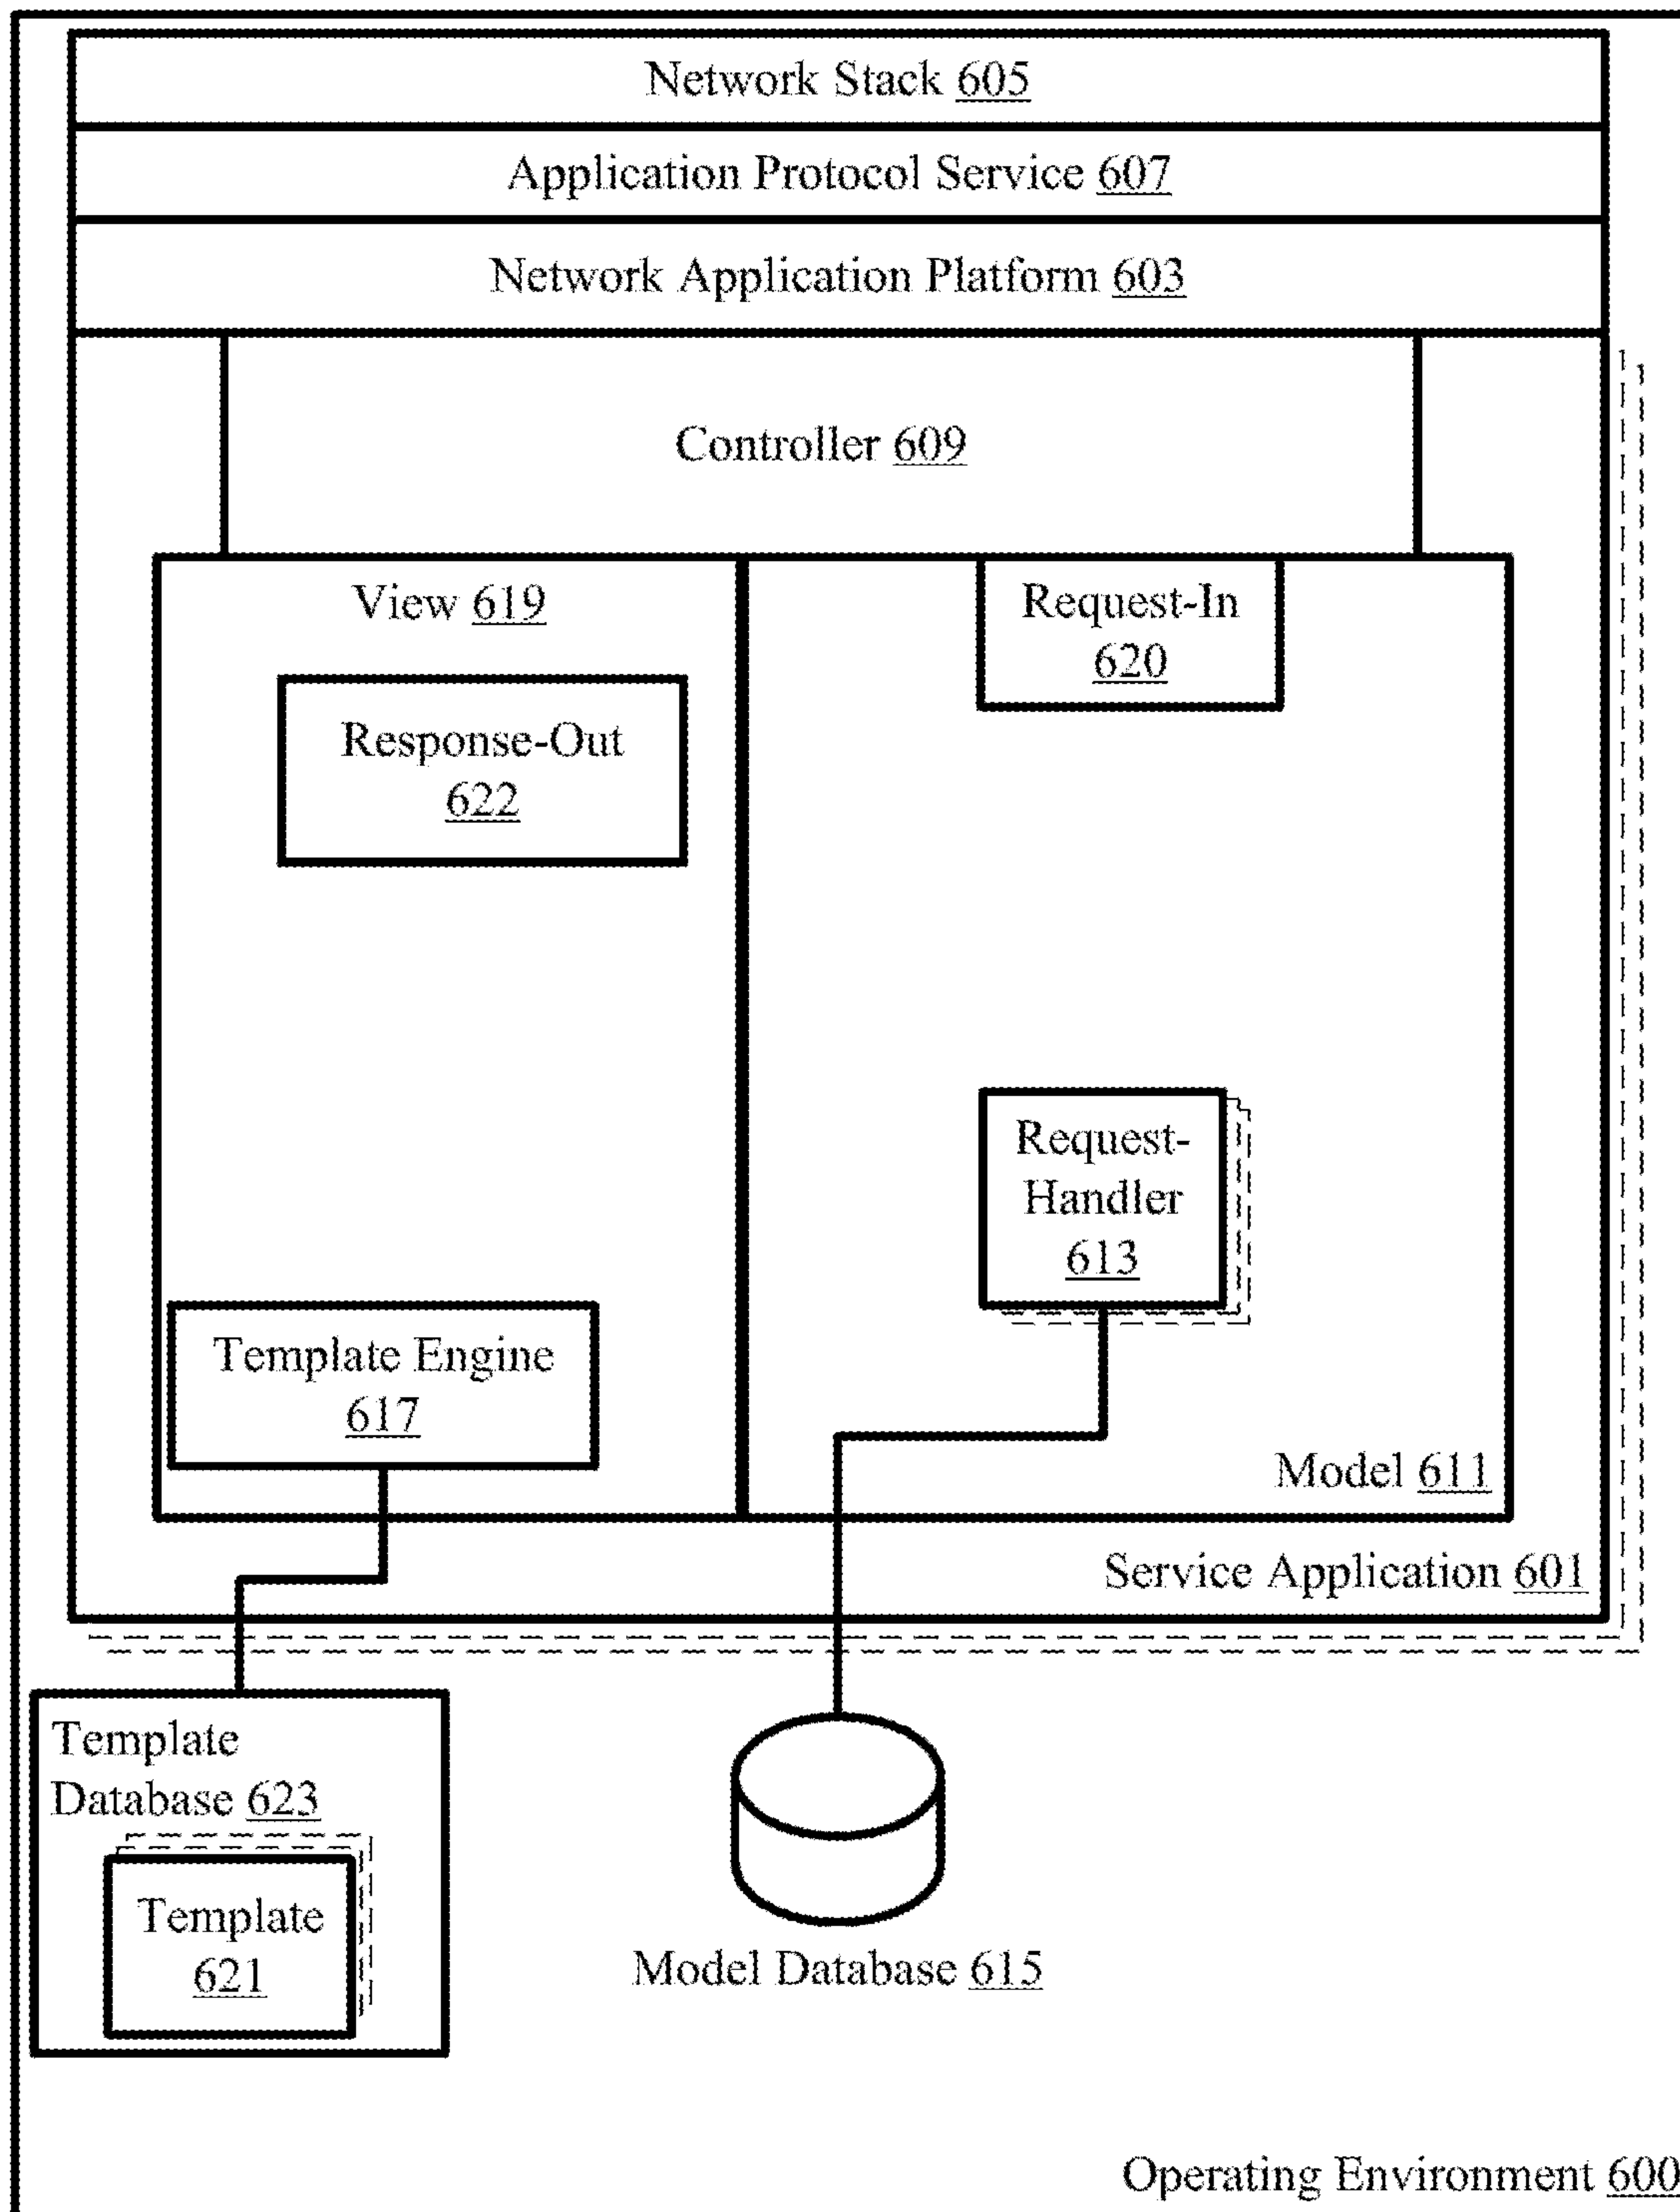 Network Stack 605
Application Protocol Service 607
Network Application Platform 603
Controller 609
View 619
Response-Out
622
Request-In
620
Request-
Handler
613
Template Engine
617
Model 611
Service Application 601
Template
Database 623
Template
621
Model Database 615
Operating Environment 600